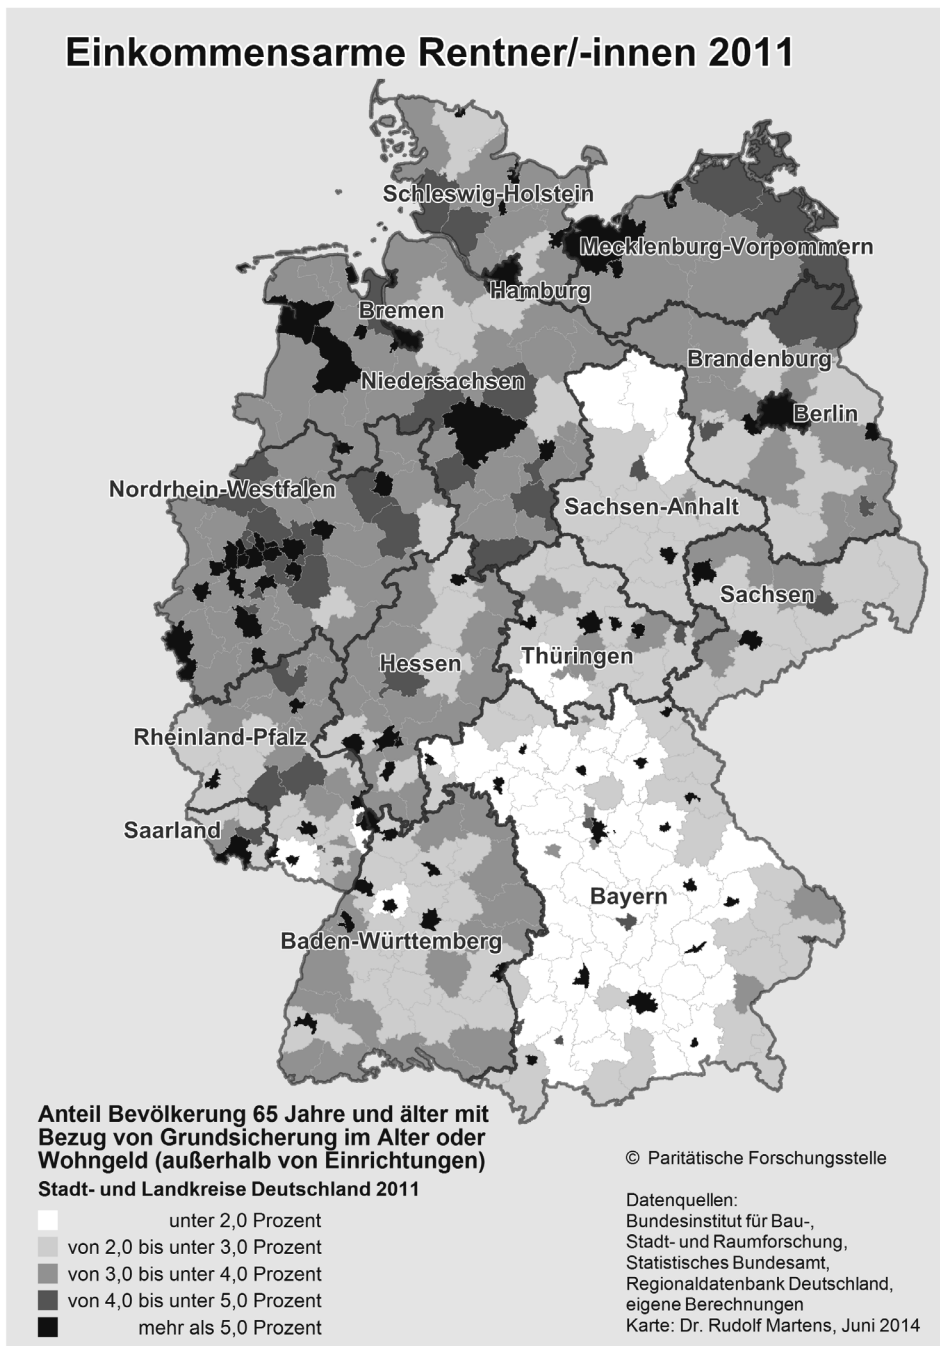 Einkommensarme Rentner/-innen 2011
Schleswig-Holstein
Mecklenburg-Vorpommern
Hamburg
Bremen
Brandenburg
Niedersachsen
Berlin
Nordrhein-Westfalen
Sachsen-Anhalt
Sachsen
Hessen
Thüringen
Rheinland-Pfalz
Saarland
Bayern
Baden-Württemberg
Anteil Bevölkerung 65 Jahre und älter mit
Bezug von Grundsicherung im Alter oder
Wohngeld (außerhalb von Einrichtungen)
Stadt- und Landkreise Deutschland 2011
unter 2,0 Prozent
von 2,0 bis unter 3,0 Prozent
von 3,0 bis unter 4,0 Prozent
von 4,0 bis unter 5,0 Prozent
mehr als 5,0 Prozent
© Paritätische Forschungsstelle
Datenquellen:
Bundesinstitut für Bau-,
Stadt- und Raumforschung,
Statistisches Bundesamt,
Regionaldatenbank Deutschland,
eigene Berechnungen
Karte: Dr. Rudolf Martens, Juni 2014